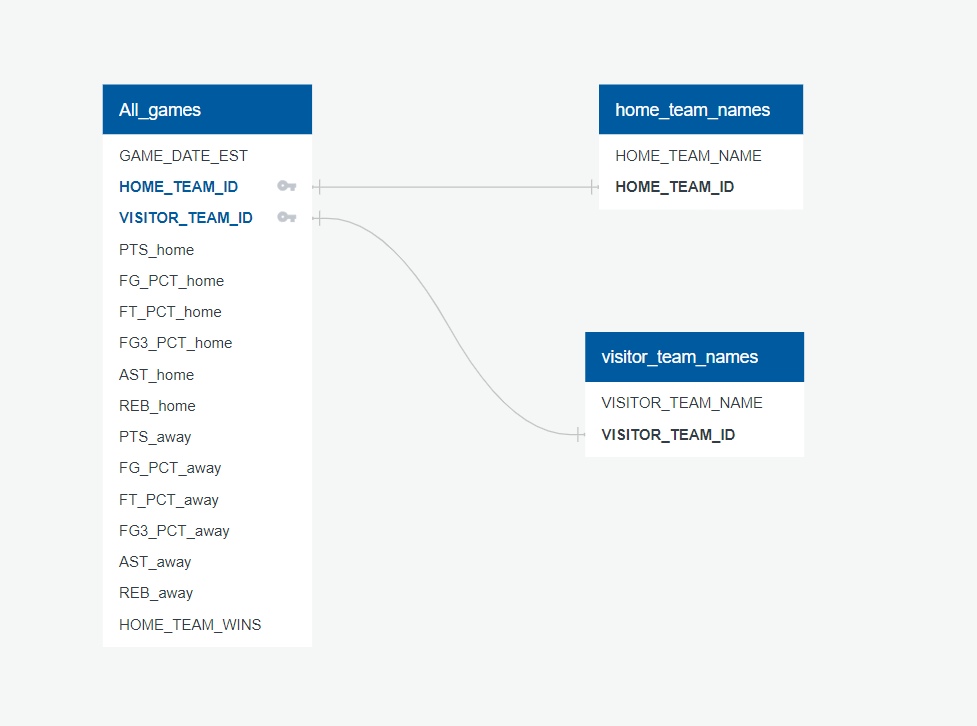 All_games
GAME_DATE_EST
HOME_TEAM_ID
VISITOR_TEAM_ID
PTS_home
FG_PCT_home
FT_PCT_home
FG3_PCT_home
AST_home
REB_home
PTS_away
FG_PCT_away
FT_PCT_away
FG3_PCT_away
AST_away
REB_away
HOME_TEAM_WINS
home_team_names
HOME_TEAM_NAME
HOME_TEAM_ID
visitor_team_names
VISITOR_TEAM_NAME
VISITOR_TEAM_ID